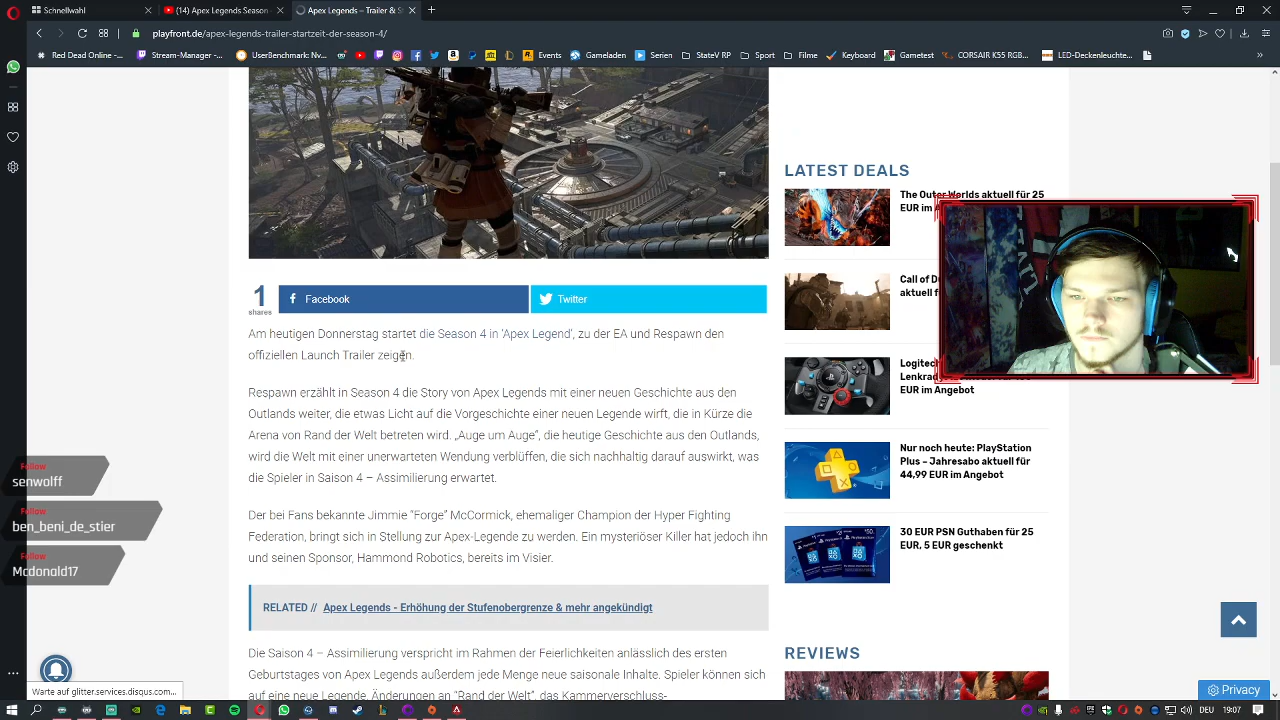 Schnellwahl
(14) Apex Legends Season
Apex Legends – Trailer & S
playfront.de/apex-legends-trailer-startzeit-der-season-4/
Read Dead Online...
Streamin-Manager -...
UserBenchmark: Yo...
Events
Gameleaden
Serien
StateV RP
Sport
Filme
Keyboard
Gametest
CORSAIR K55 RGB...
LED-Deckenleuchte...
LATEST DEALS
The Outer Worlds aktuell für 25
EUR im
Call of D
aktuell f
Logitec
Lenkrad
EUR im Angebot
Nur noch heute: PlayStation
Plus – Jahresabo aktuell für
44,99 EUR im Angebot
30 EUR PSN Guthaben für 25
EUR, 5 EUR geschenkt
REVIEWS
1
shares
Facebook
Twitter
Am heutigen Donnerstag startet die Season 4 in 'Apex Legend', zu der EA und Respawn den
offiziellen Launch Trailer zeigen.
Respawn erzählt in Season 4 die Story von Apex Legends mit einer neuen Geschichte aus den
Outlands weiter, die etwas Licht auf die Vorgeschichte einer neuen Legende wirft, die in Kürze die
Arena von Rand der Welt betreten wird. „Auge um Auge", die heutige Geschichte aus den Outlands,
wird die Welt mit einer unerwarteten Wendung verblüffen, die sich nachhaltig darauf auswirkt, was
die Spieler in Saison 4 – Assimilierung erwartet.
Der bei Fans bekannte Jimmie "Forge" McCormick, ehemaliger Champion der Hyper Fighting
Federation, bringt sich in Stellung zur Apex-Legende zu werden. Ein mysteriöser Killer hat jedoch ihn
und seinen Sponsor, Hammond Robotics, bereits im Visier.
RELATED // Apex Legends - Erhöhung der Stufenobergrenze & mehr angekündigt
Die Saison 4 – Assimilierung verspricht im Rahmen der Feierlichkeiten anlässlich des ersten
Geburtstages von Apex Legends außerdem jede Menge neue saisonale Inhalte. Spieler können sich
auf eine neue Legende, Änderungen an "Rand der Welt", das Kammerverschluss-
Follow
senwolff
Follow
ben_beni_de_stier
Follow
Mcdonald17
Warte auf glitter.services.disqus.com...
Privacy
DEU
19:07